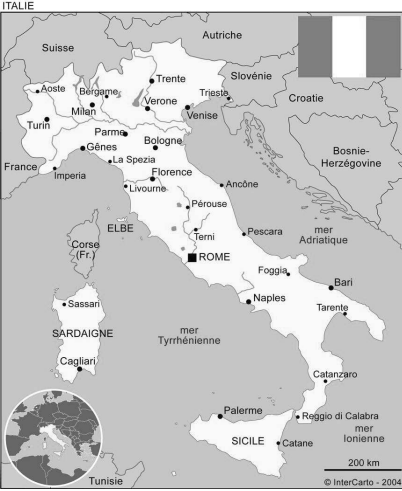 ITALIE
Suisse
Autriche
Slovénie
Croatie
Bosnie-
Herzégovine
France
Aoste
Bergame
Trente
Trieste
Milan
Verone
Venise
Turin
Parme
Bologne
Gênes
La Spezia
Imperia
Florence
Livourne
Ancône
Pérouse
ELBE
Terni
Pescara
mer
Adriatique
Corse
(Fr.)
ROME
Foggia
Bari
Naples
Tarente
Sassari
SARDAIGNE
mer
Tyrrhénienne
Cagliari
Catanzaro
Palerme
Reggio di Calabra
mer
Ionienne
SICILE
Catane
200 km
Tunisie
© InterCarto - 2004